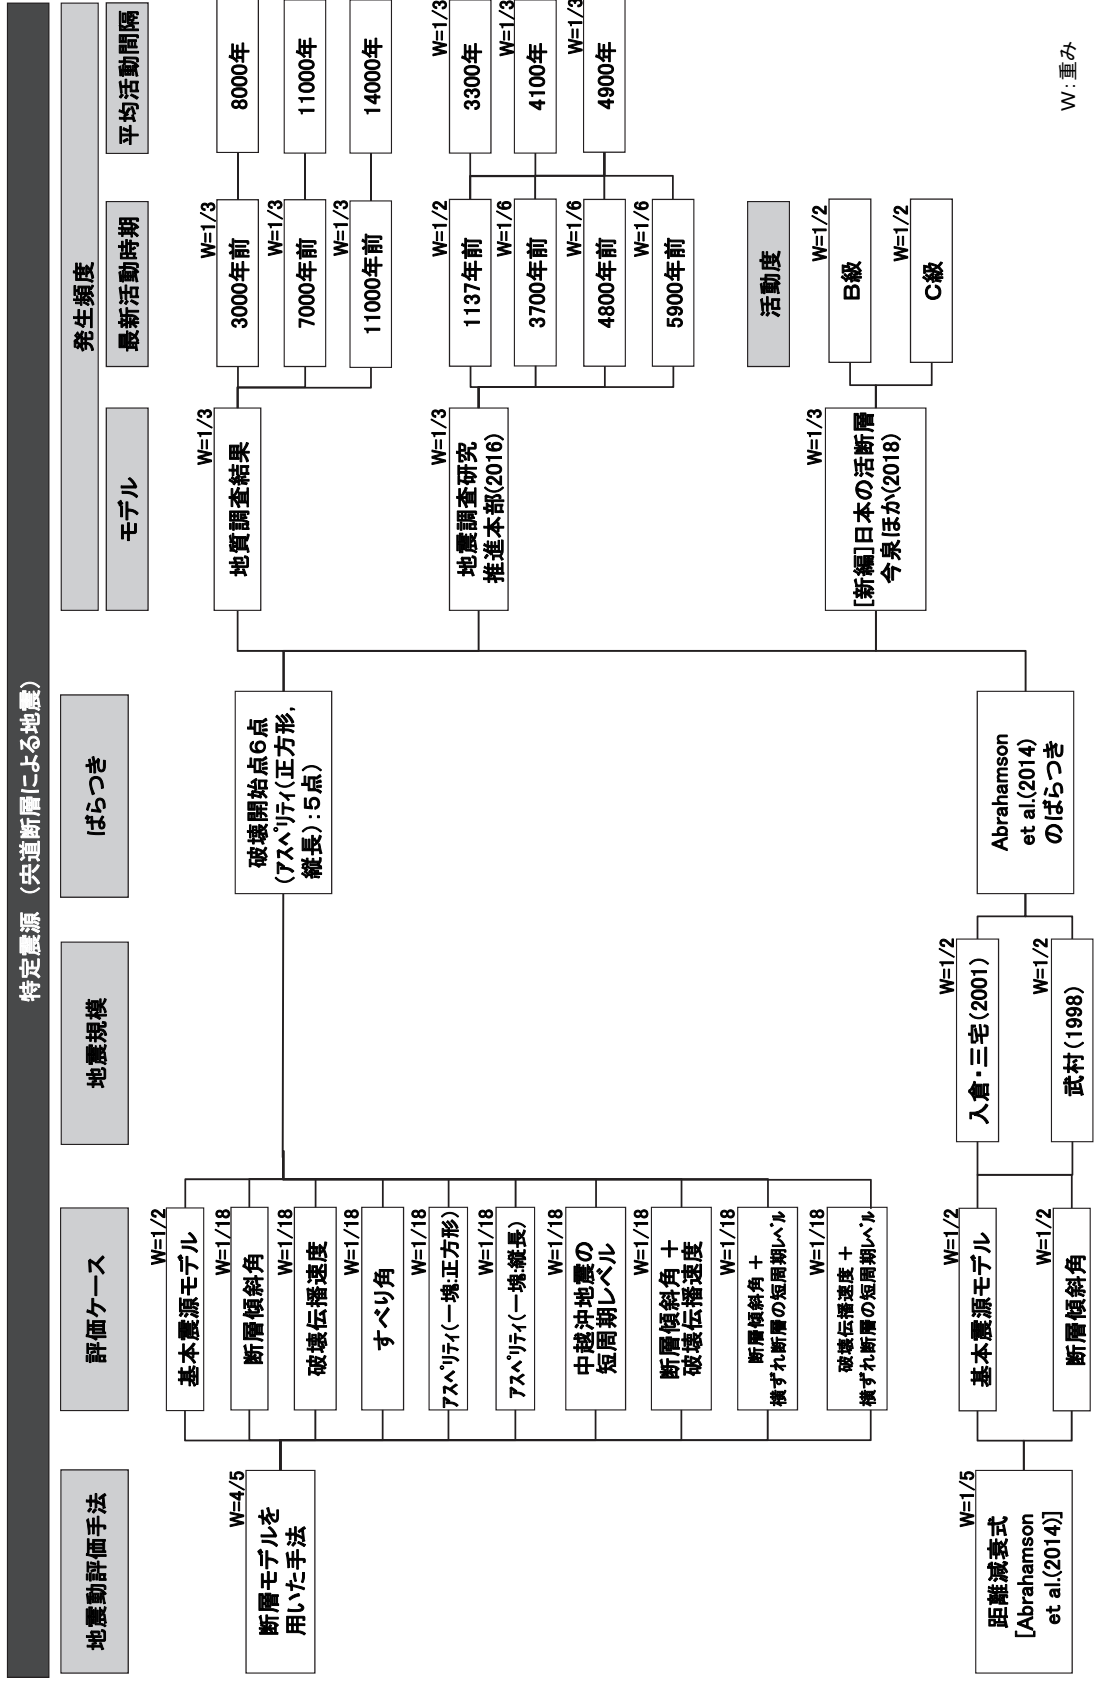 特定震源 (宍道断層による地震)
地震動評価手法
評価ケース
地震規模
ばらつき
発生頻度
モデル
最新活動時期
平均活動間隔
W=4/5
断層モデルを
用いた手法
W=1/2
基本震源モデル
W=1/18
断層傾斜角
W=1/18
破壊伝播速度
W=1/18
すべり角
W=1/18
アスペリティ(一塊:正方形)
W=1/18
アスペリティ(一塊:縦長)
W=1/18
中越沖地震の
短周期レベル
W=1/18
断層傾斜角 +
破壊伝播速度
W=1/18
断層傾斜角 +
横ずれ断層の短周期レベル
W=1/18
破壊伝播速度 +
横ずれ断層の短周期レベル
破壊開始点6点
(アスペリティ(正方形,
縦長):5点)
W=1/5
距離減衰式
[Abrahamson
et al.(2014)]
W=1/2
基本震源モデル
W=1/2
断層傾斜角
W=1/2
入倉・三宅(2001)
W=1/2
武村(1998)
Abrahamson
et al.(2014)
のばらつき
W=1/3
地質調査結果
W=1/3
3000年前
8000年
W=1/3
7000年前
11000年
W=1/3
11000年前
14000年
W=1/3
地震調査研究
推進本部(2016)
W=1/2
1137年前
W=1/6
3700年前
W=1/6
4800年前
W=1/6
5900年前
W=1/3
3300年
W=1/3
4100年
W=1/3
4900年
活動度
W=1/3
[新編]日本の活断層
今泉ほか(2018)
W=1/2
B級
W=1/2
C級
W:重み